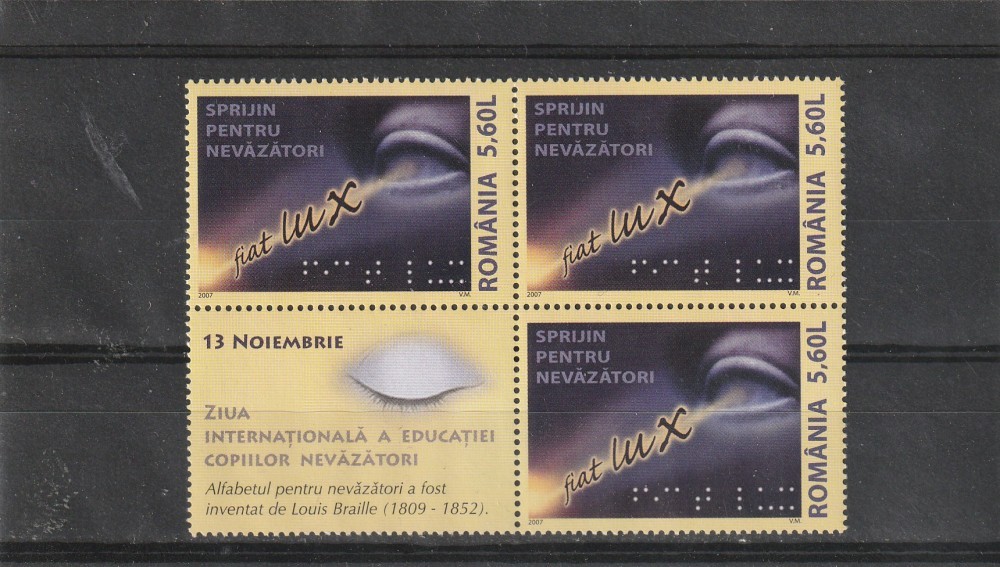 SPRIJIN
PENTRU
NEVĂZĂTORI
fiat lux
ROMÂNIA 5,60L
2007
V.M.
SPRIJIN
PENTRU
NEVĂZĂTORI
fiat lux
ROMÂNIA 5,60L
2007
V.M.
13 NOIEMBRIE
ZIUA
INTERNAȚIONALĂ A EDUCAȚIEI
COPIILOR NEVĂZĂTORI
Alfabetul pentru nevăzători a fost
inventat de Louis Braille (1809 - 1852).
SPRIJIN
PENTRU
NEVĂZĂTORI
fiat lux
ROMÂNIA 5,60L
2007
V.M.